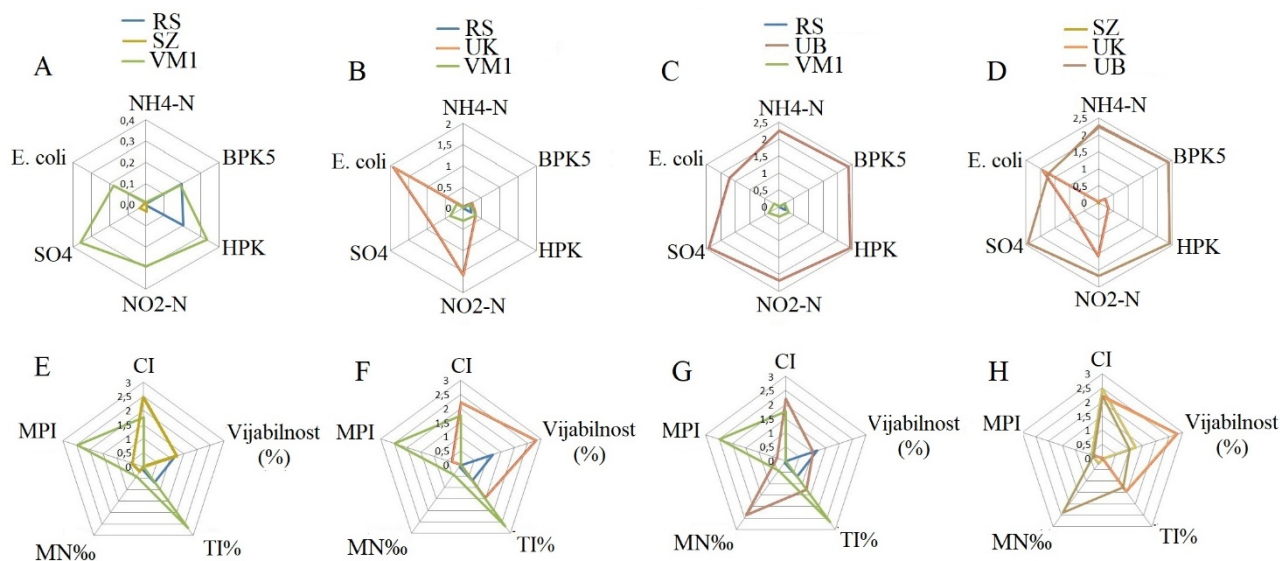 RS
SZ
VM1
A
NH4-N
0,4
0,3
0,2
0,1
0,0
E. coli
BPK5
SO4
HPK
NO2-N
RS
UK
VM1
B
NH4-N
2
1,5
1
0,5
0,0
E. coli
BPK5
SO4
HPK
NO2-N
RS
UB
VM1
C
NH4-N
2,5
2
1,5
1
0,5
0
E. coli
BPK5
SO4
HPK
NO2-N
SZ
UK
UB
D
NH4-N
2,5
2
1,5
1
0,5
0
E. coli
BPK5
SO4
HPK
NO2-N
E
CI
3
2,5
2
1,5
1
0,5
0
MPI
Vijabilnost
(%)
MN‰
TI%
F
CI
3
2,5
2
1,5
1
0,5
0
MPI
Vijabilnost
(%)
MN‰
TI%
G
CI
3
2,5
2
1,5
1
0,5
0
MPI
Vijabilnost
(%)
MN‰
TI%
H
CI
3
2,5
2
1,5
1
0,5
0
MPI
Vijabilnost
(%)
MN‰
TI%